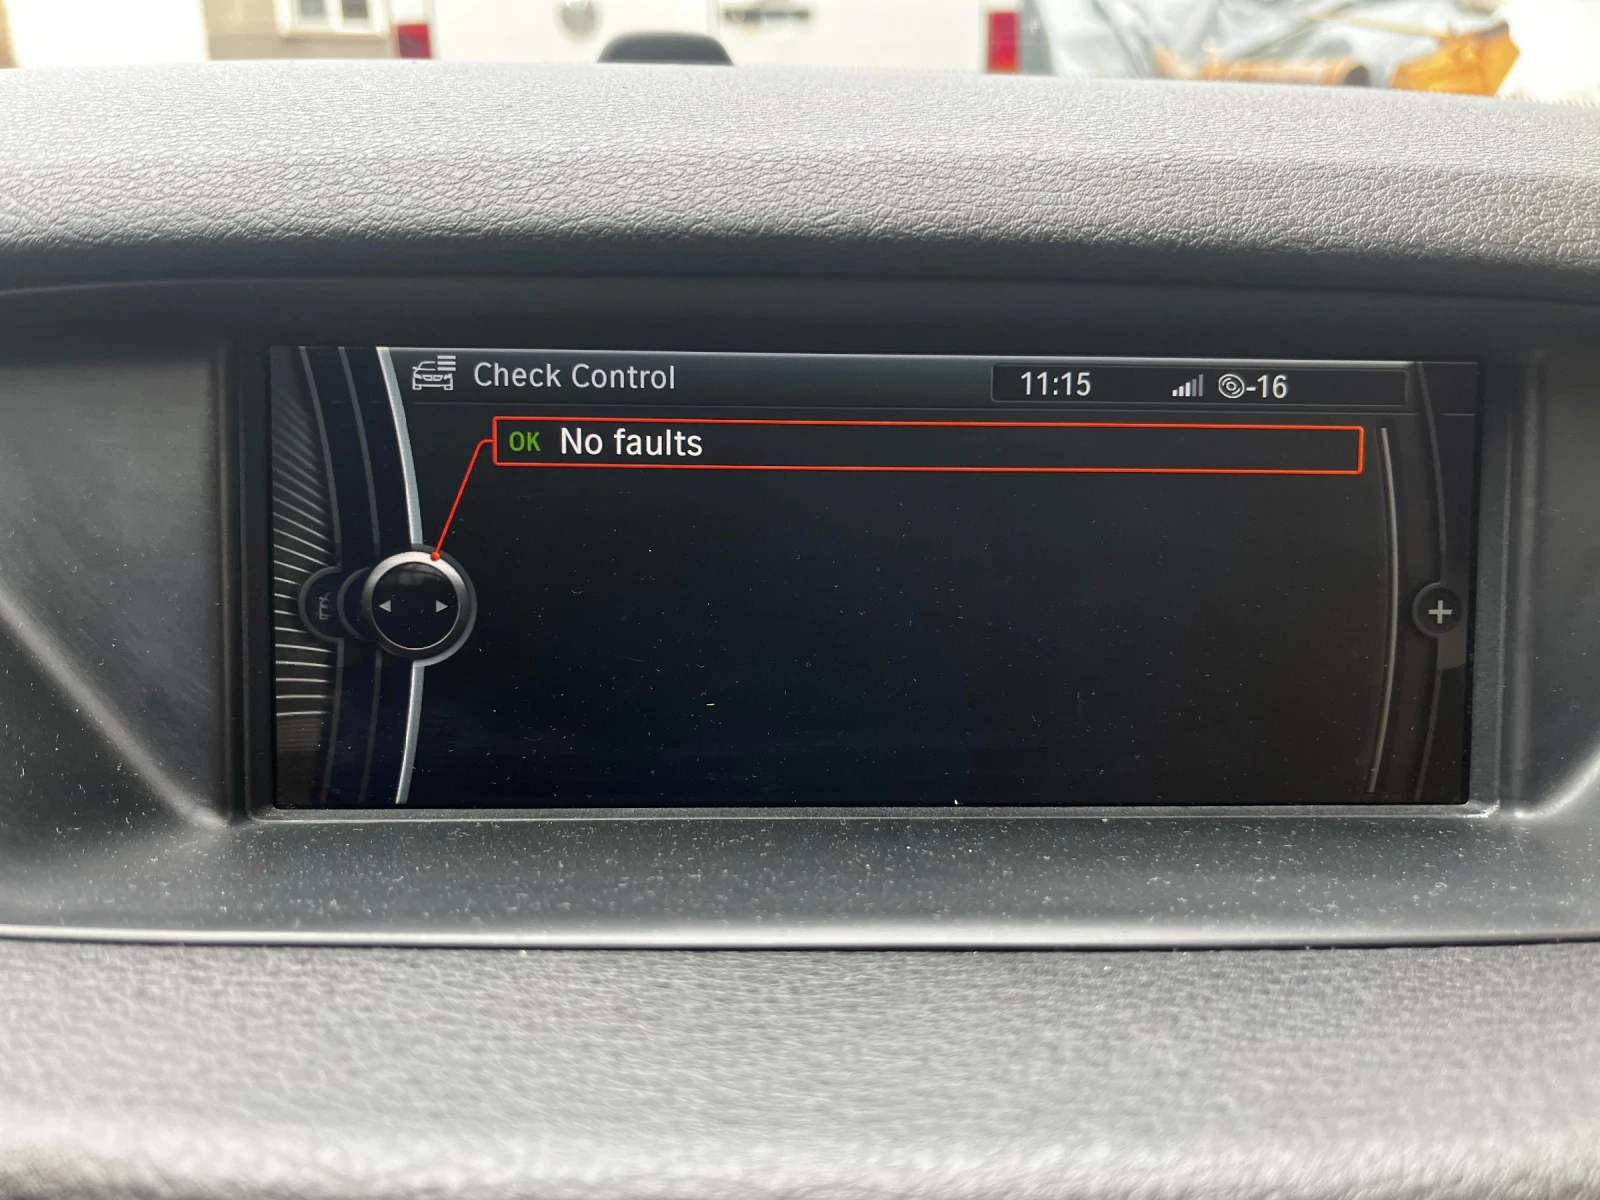 Check Control
11:15 -16
OK No faults